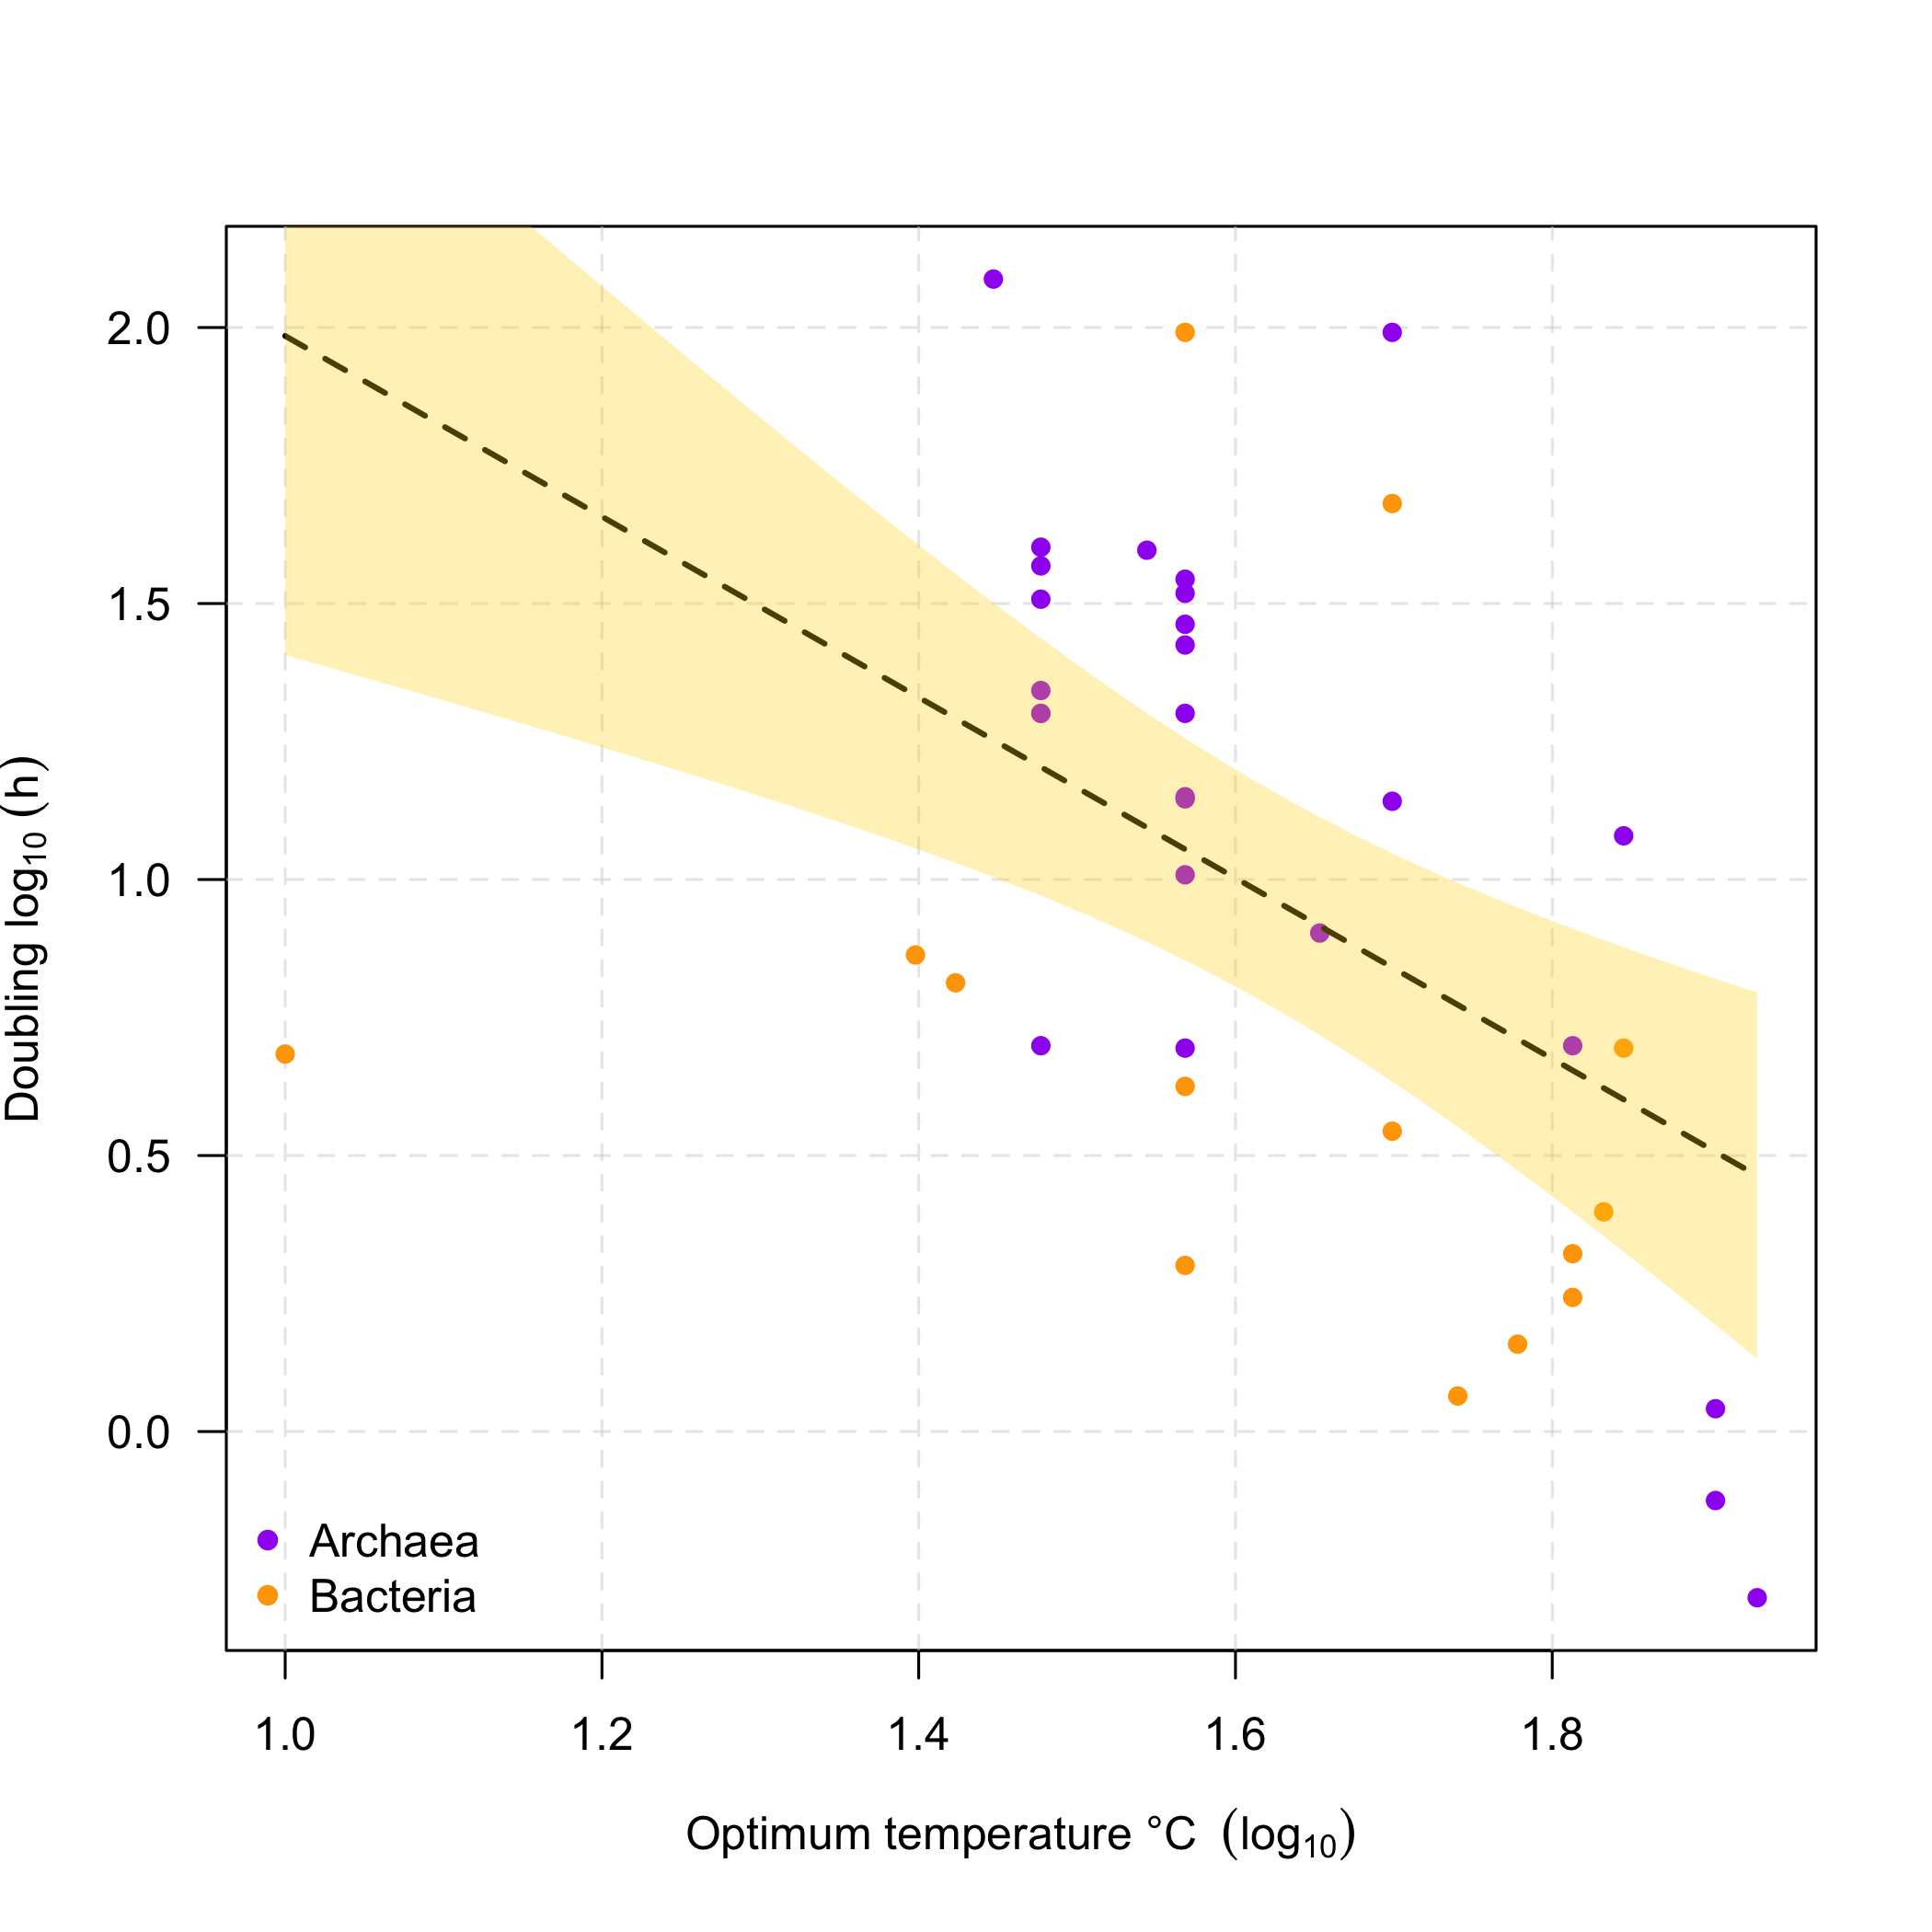 2.0
1.5
1.0
0.5
0.0
Doubling log₁₀ (h)
Archaea
Bacteria
1.0 1.2 1.4 1.6 1.8
Optimum temperature °C (log₁₀)